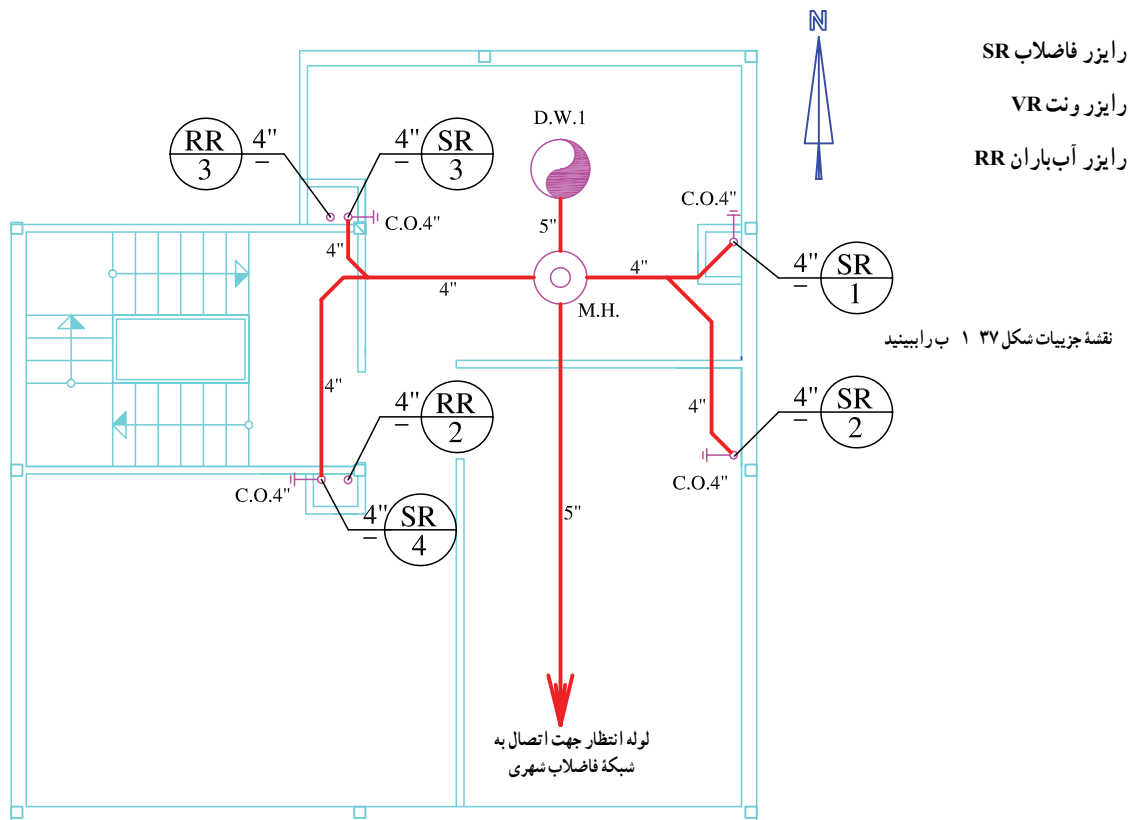 N
رایزر فاضلاب SR
رایزر ونت VR
رایزر آب‌باران RR
D.W.1
RR
3
4"
4"
SR
3
C.O.4"
C.O.4"
5"
4"
4"
4"
4"
SR
1
M.H.
نقشهٔ جزییات شکل ۳۷ ۱ ب را ببینید
4"
4"
RR
2
4"
4"
SR
2
C.O.4"
C.O.4"
4"
SR
4
5"
لوله انتظار جهت اتصال به
شبکهٔ فاضلاب شهری